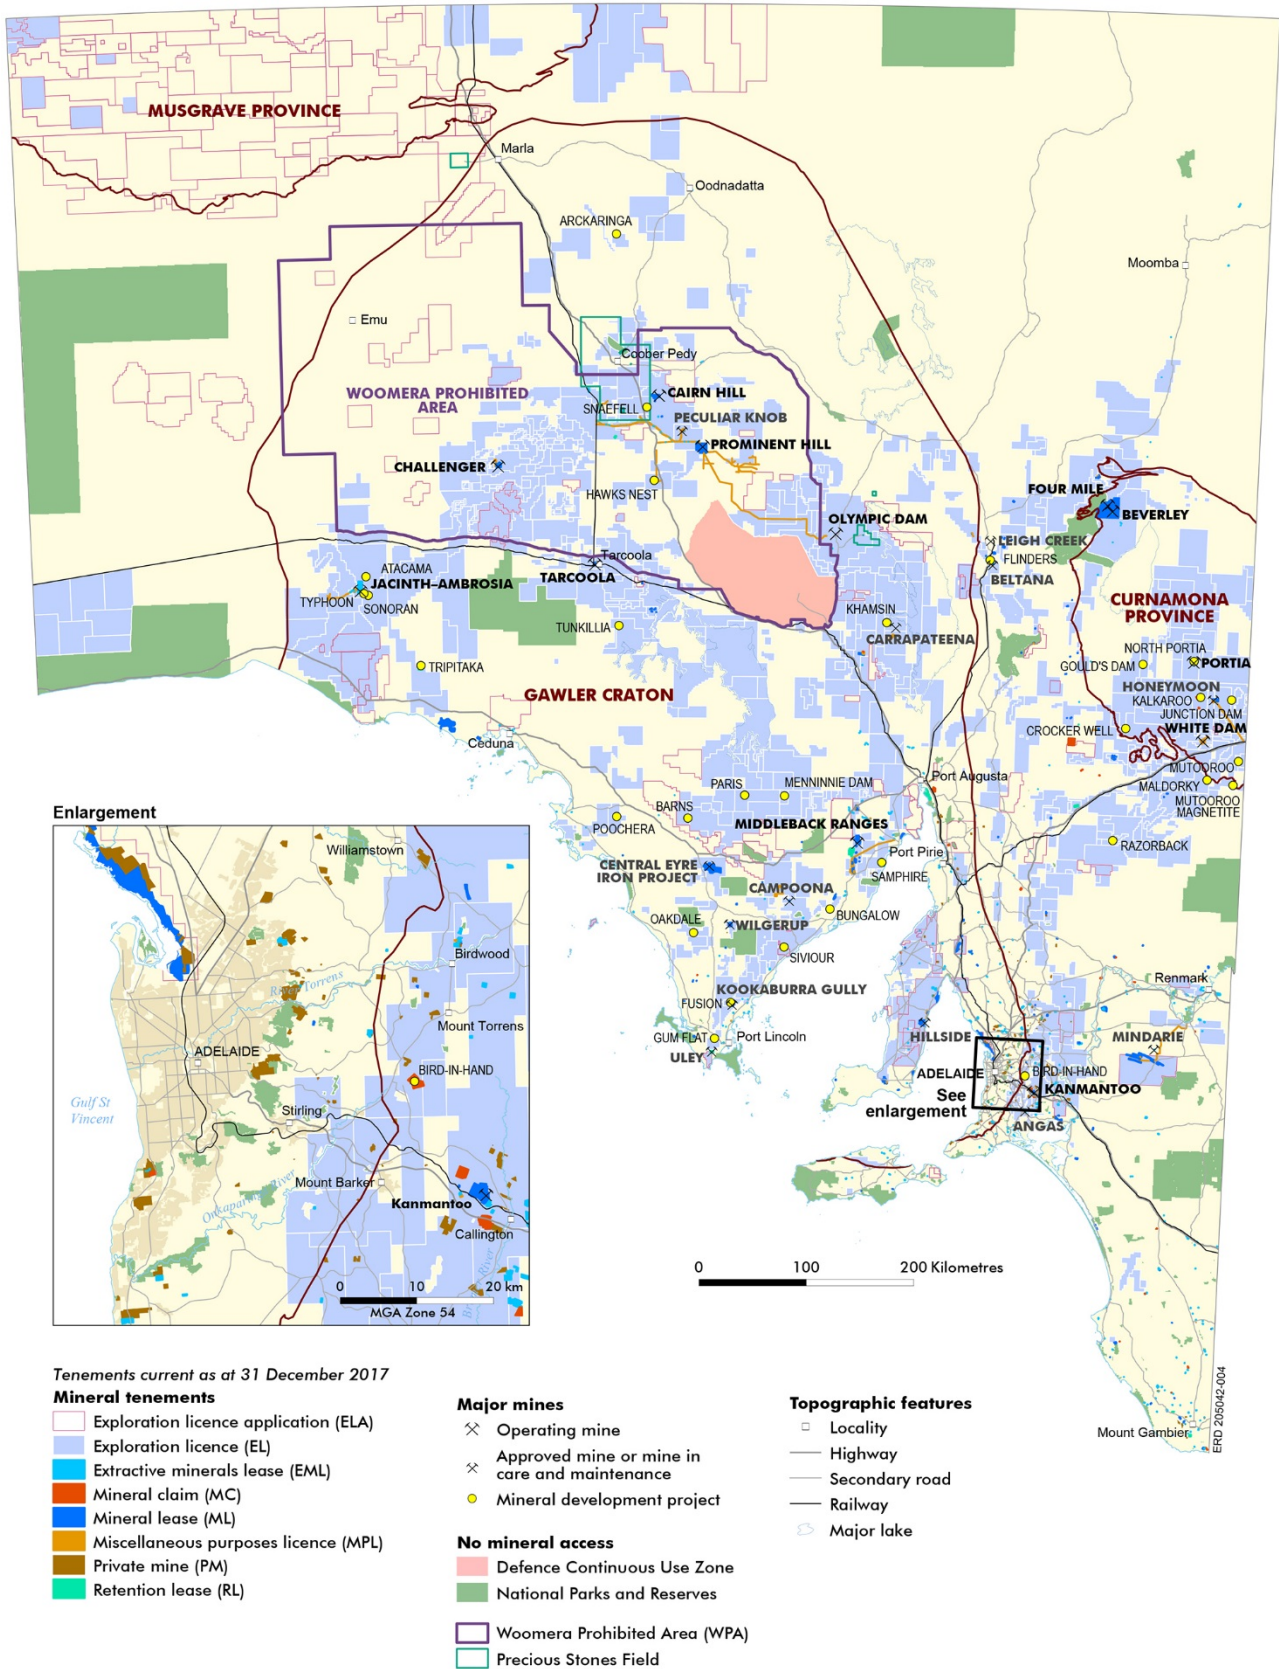 MUSGRAVE PROVINCE
Marla
Oodnadatta
ARCKARINGA
Moomba
Emu
Coober Pedy
WOOMERA PROHIBITED
AREA
CAIRN HILL
SNAEFELL
PECULIAR KNOB
PROMINENT HILL
CHALLENGER
HAWKS NEST
FOUR MILE
BEVERLEY
OLYMPIC DAM
LEIGH CREEK
FLINDERS
BELTANA
Tarcoola
TARCOOLA
ATACAMA
JACINTH–AMBROSIA
TYPHOON
SONORAN
CURNAMONA
PROVINCE
KHAMSIN
CARRAPATEENA
TUNKILLIA
TRIPITAKA
NORTH PORTIA
GOULD'S DAM
PORTIA
GAWLER CRATON
HONEYMOON
KALKAROO
JUNCTION DAM
CROCKER WELL
WHITE DAM
Ceduna
MUTOOROO
MALDORKY
MUTOOROO
MAGNETITE
Port Augusta
PARIS
MENNINNIE DAM
BARNS
POOCHERA
MIDDLEBACK RANGES
RAZORBACK
Port Pirie
SAMPHIRE
CENTRAL EYRE
IRON PROJECT
CAMPOONA
BUNGALOW
OAKDALE
WILGERUP
SIVIOUR
KOOKABURRA GULLY
FUSION
Renmark
GUM FLAT
Port Lincoln
ULEY
HILLSIDE
MINDARIE
ADELAIDE
BIRD-IN-HAND
See
enlargement
KANMANTOO
ANGAS
Mount Gambier
ERD 205042-004
0 100 200 Kilometres
Enlargement
Williamstown
Birdwood
River Torrens
Mount Torrens
ADELAIDE
BIRD-IN-HAND
Gulf St
Vincent
Stirling
Mount Barker
Onkaparinga River
Kanmantoo
Callington
0 10 20 km
MGA Zone 54
Tenements current as at 31 December 2017
Mineral tenements
Exploration licence application (ELA)
Exploration licence (EL)
Extractive minerals lease (EML)
Mineral claim (MC)
Mineral lease (ML)
Miscellaneous purposes licence (MPL)
Private mine (PM)
Retention lease (RL)
Major mines
Operating mine
Approved mine or mine in
care and maintenance
Mineral development project
No mineral access
Defence Continuous Use Zone
National Parks and Reserves
Woomera Prohibited Area (WPA)
Precious Stones Field
Topographic features
Locality
Highway
Secondary road
Railway
Major lake